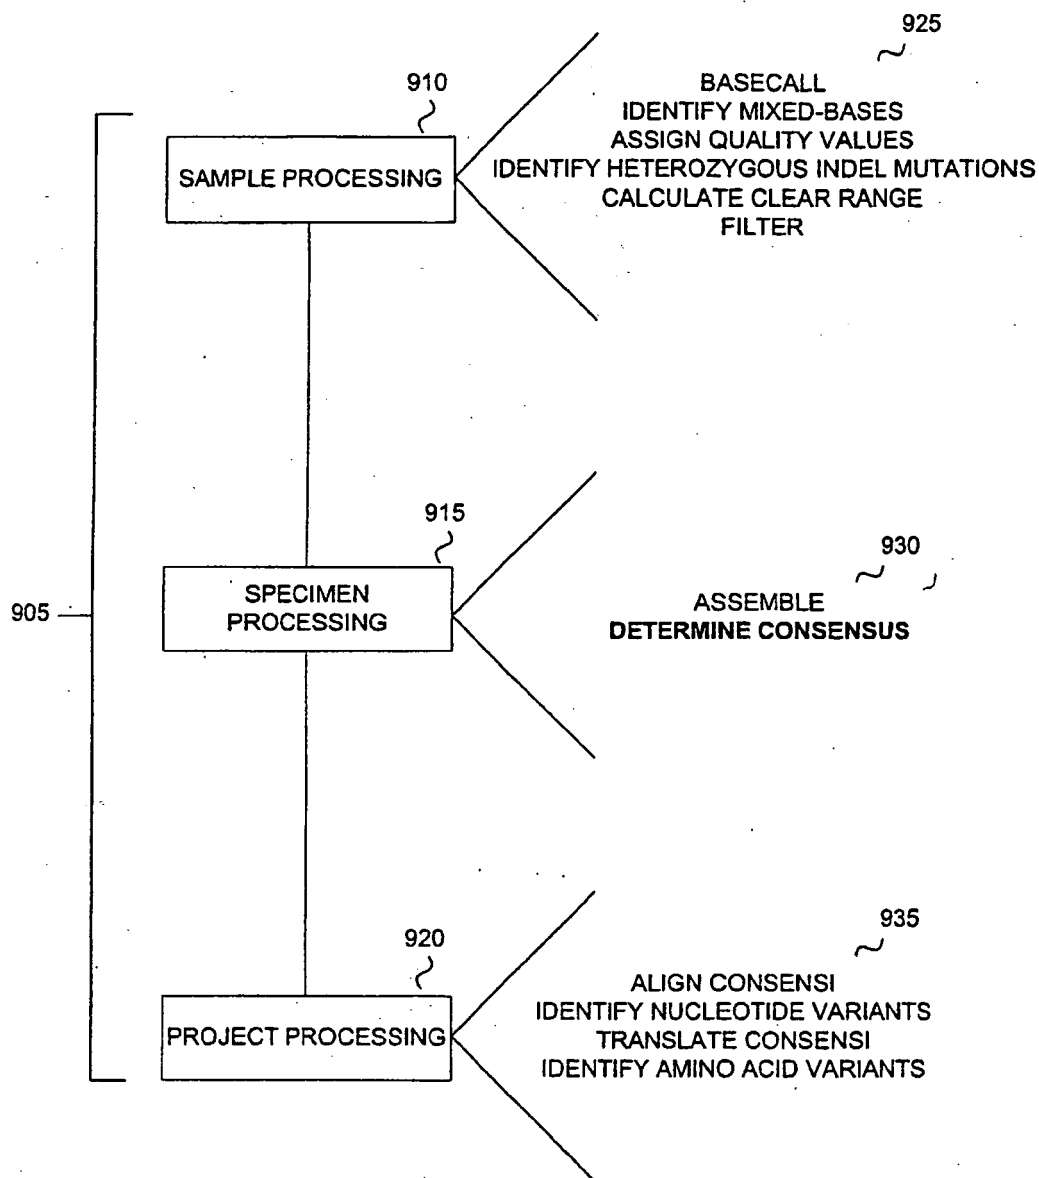 925
910
BASECALL
IDENTIFY MIXED-BASES
ASSIGN QUALITY VALUES
IDENTIFY HETEROZYGOUS INDEL MUTATIONS
CALCULATE CLEAR RANGE
FILTER
SAMPLE PROCESSING
915
930
905
SPECIMEN
PROCESSING
ASSEMBLE
DETERMINE CONSENSUS
920
935
PROJECT PROCESSING
ALIGN CONSENSI
IDENTIFY NUCLEOTIDE VARIANTS
TRANSLATE CONSENSI
IDENTIFY AMINO ACID VARIANTS